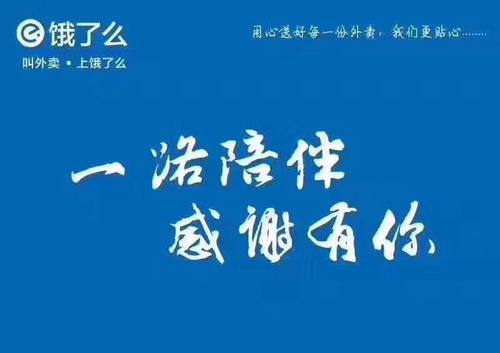 饿了么
叫外卖·上饿了么
用心送好每一份外卖，我们更贴心........
一洛陪伴
感谢有你